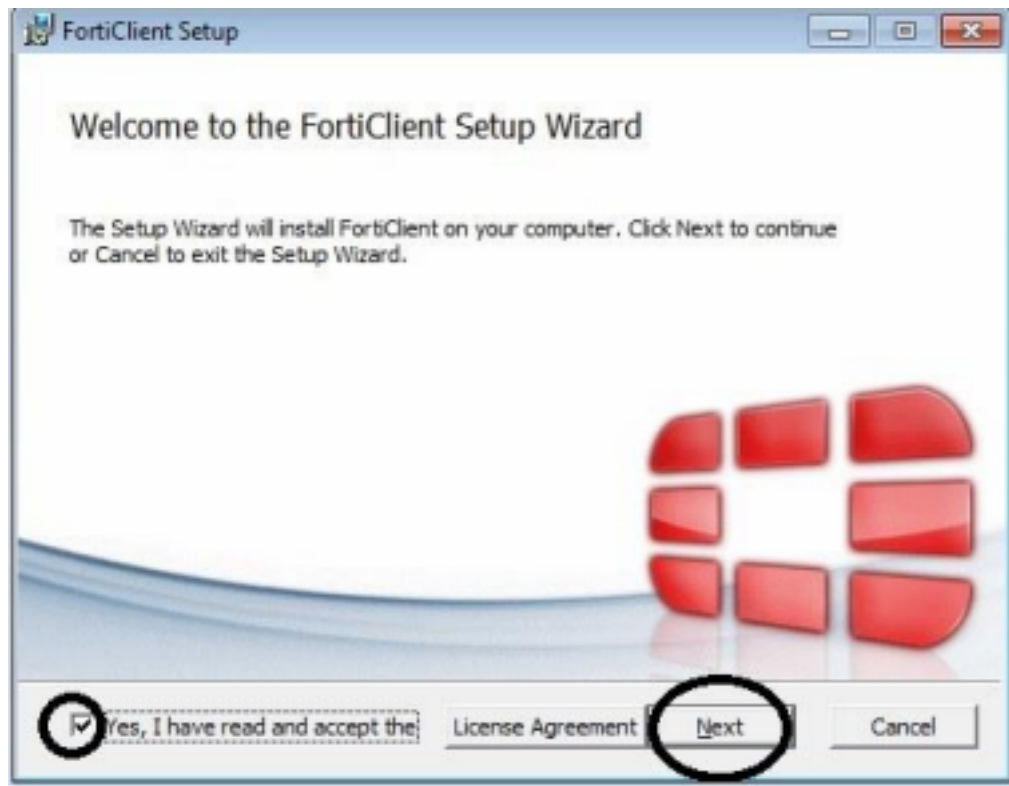 FortiClient Setup
Welcome to the FortiClient Setup Wizard
The Setup Wizard will install FortiClient on your computer. Click Next to continue
or Cancel to exit the Setup Wizard.
Yes, I have read and accept the License Agreement Next Cancel